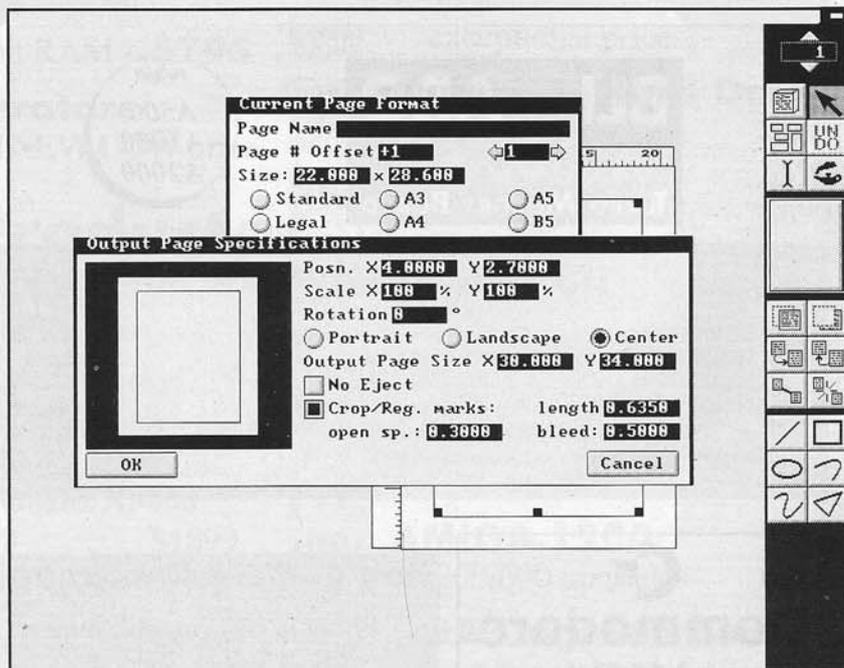 1
Current Page Format
Page Name
Page # Offset +1 1
Size: 22.000 × 28.600
Standard A3 A5
Legal A4 B5
15 20
UN
DO
Output Page Specifications
Posn. X 4.0000 Y 2.7000
Scale X 100 % Y 100 %
Rotation 0 °
Portrait Landscape Center
Output Page Size X 30.000 Y 34.000
No Eject
Crop/Reg. marks: length 0.6350
open sp.: 0.3000 bleed: 0.5000
OK Cancel